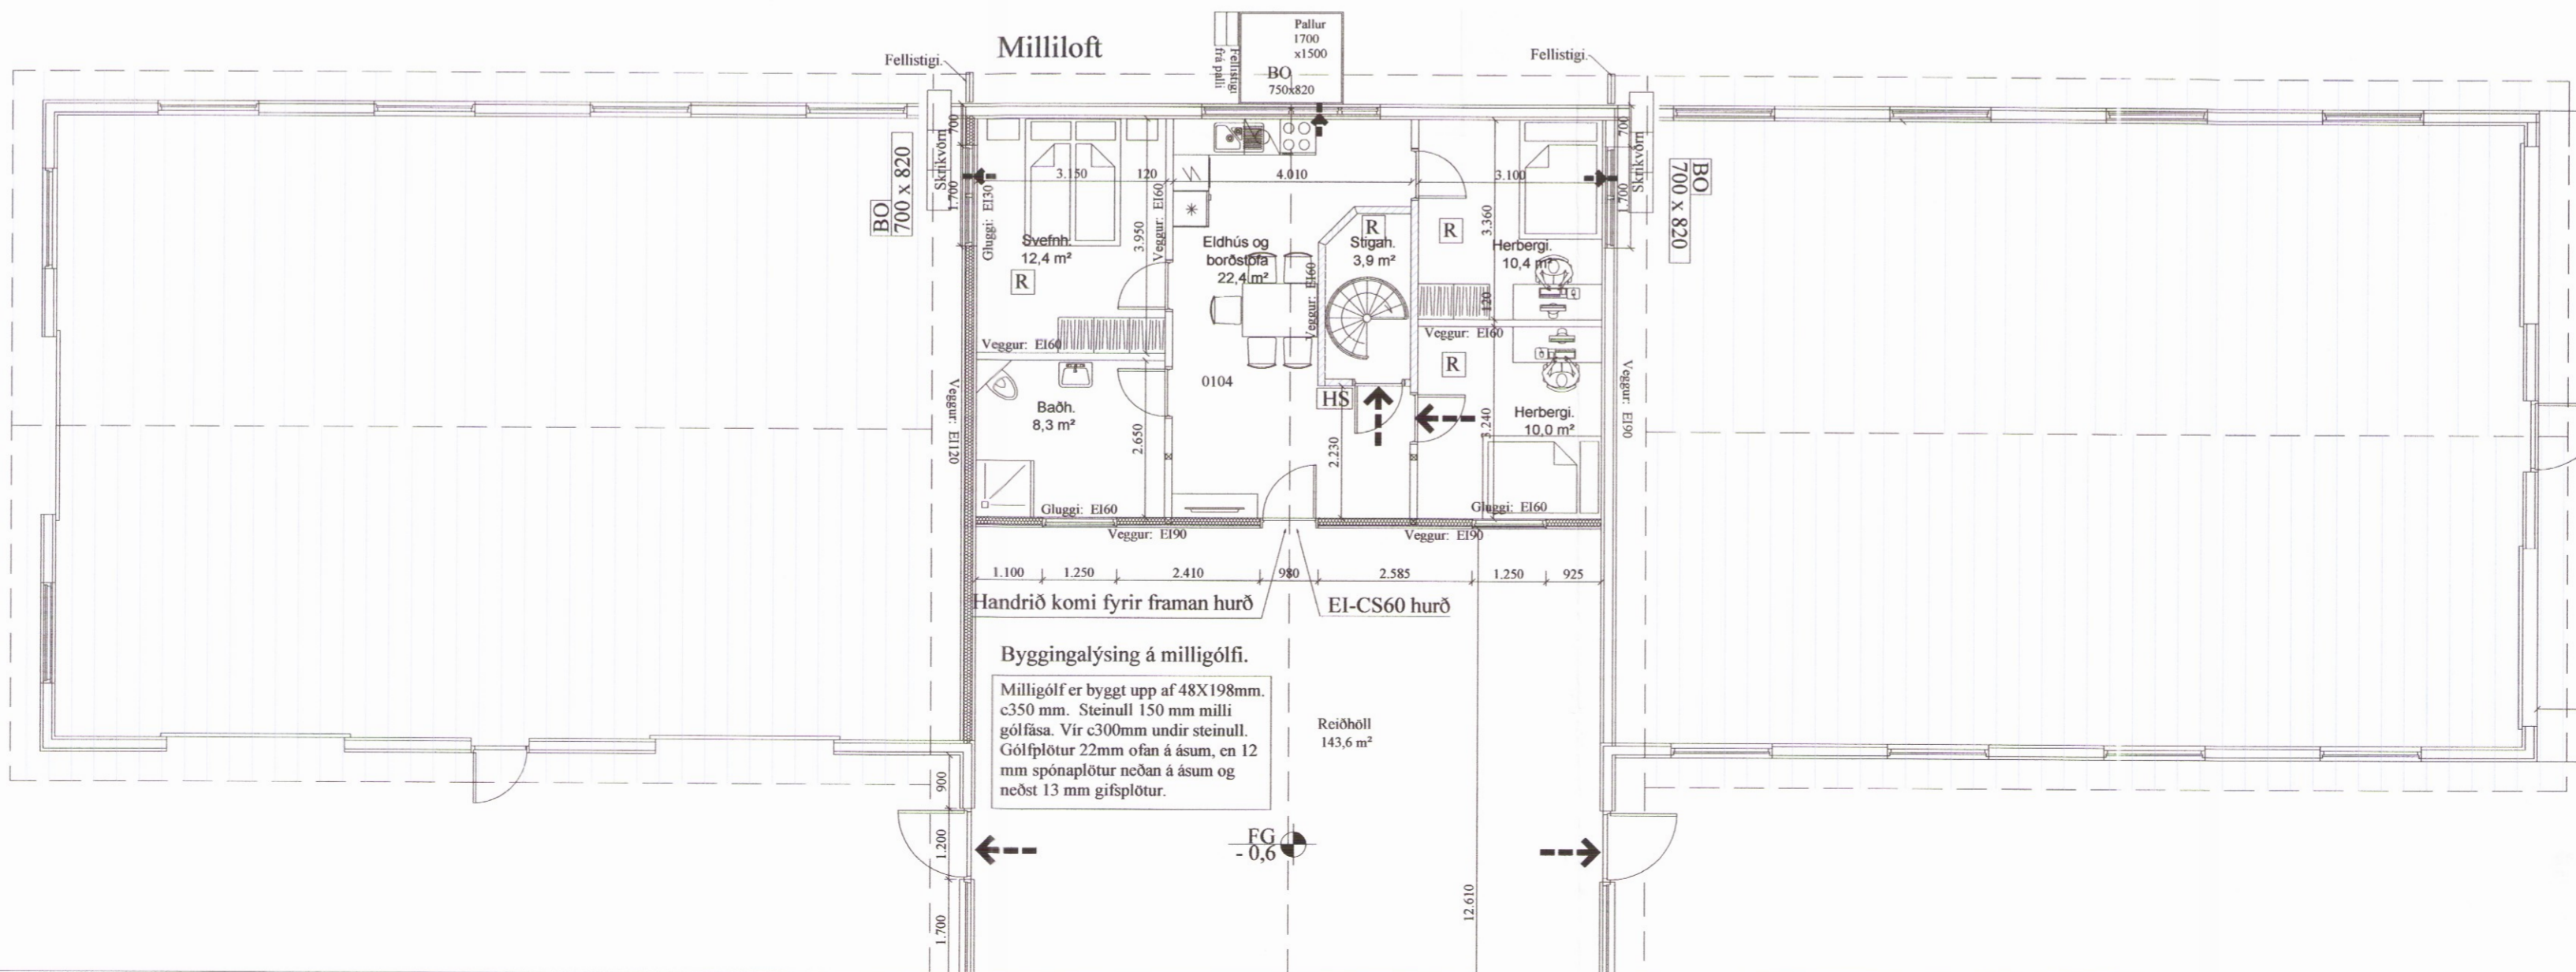 Milliloft
Fellistigi.
Fellistigi
frá palli
Pallur
1700
x1500
BO
750x820
Fellistigi.
BO
700 x 820
Skrikvörn
700
1.700
Gluggi: EI30
3.150
120
4.010
3.100
Veggur: EI60
3.950
Svefnh.
12,4 m²
R
Eldhús og
borðstofa
22,4 m²
Veggur: EI60
R
Stigah.
3,9 m²
R
3.360
Herbergi.
10,4 m²
700
1.700
Skrikvörn
BO
700 x 820
120
Veggur: EI60
Veggur: EI60
R
0104
HS
Veggur: EI120
Baðh.
8,3 m²
2.650
2.230
3.240
Herbergi.
10,0 m²
Veggur: EI90
Gluggi: EI60
Gluggi: EI60
Veggur: EI90
Veggur: EI90
1.100
1.250
2.410
980
2.585
1.250
925
Handrið komi fyrir framan hurð
EI-CS60 hurð
Byggingalýsing á milligólfi.
Milligólf er byggt upp af 48X198mm.
c350 mm. Steinull 150 mm milli
gólfása. Vír c300mm undir steinull.
Gólfplötur 22mm ofan á ásum, en 12
mm spónaplötur neðan á ásum og
neðst 13 mm gifsplötur.
Reiðhöll
143,6 m²
900
1.200
1.700
FG
- 0,6
12.610